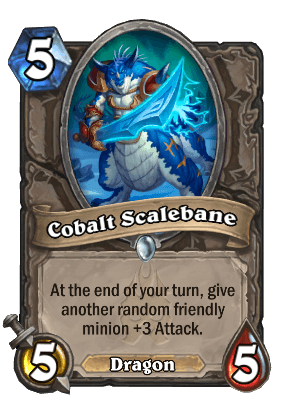 5
Cobalt Scalebane
At the end of your turn, give
another random friendly
minion +3 Attack.
5
Dragon
5